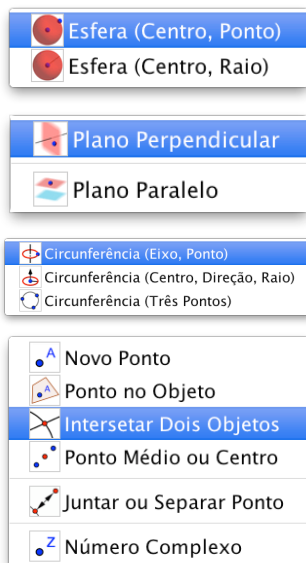 Esfera (Centro, Ponto)
Esfera (Centro, Raio)
Plano Perpendicular
Plano Paralelo
Circunferência (Eixo, Ponto)
Circunferência (Centro, Direção, Raio)
Circunferência (Três Pontos)
A Novo Ponto
A Ponto no Objeto
Intersetar Dois Objetos
Ponto Médio ou Centro
Juntar ou Separar Ponto
Z Número Complexo